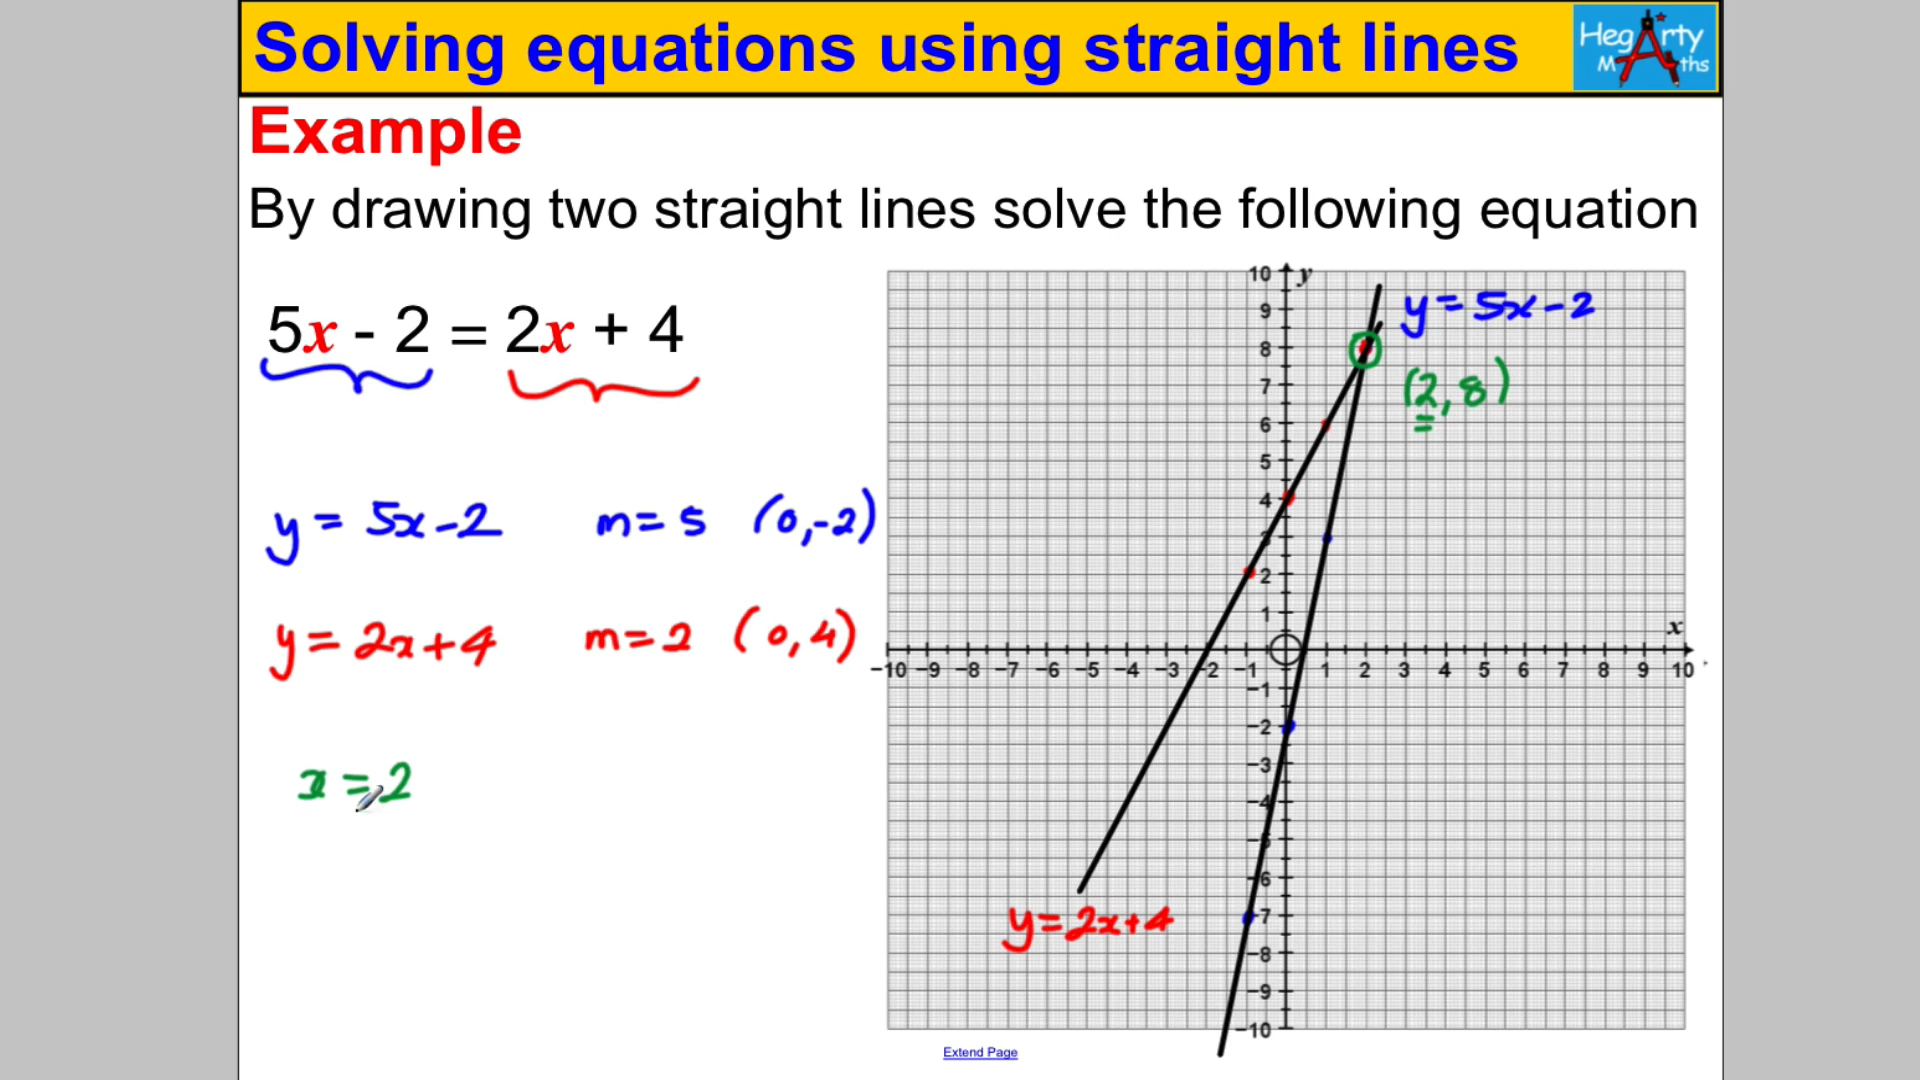 Solving equations using straight lines
HegArty
Maths
Example
By drawing two straight lines solve the following equation
5x - 2 = 2x + 4
y = 5x-2 m = 5 (0,-2)
y = 2x+4 m = 2 (0,4)
x = 2
y
y = 5x-2
(2,8)
10
9
8
7
6
5
4
3
2
1
x
-10 -9 -8 -7 -6 -5 -4 -3 -2 -1 1 2 3 4 5 6 7 8 9 10
-1
-2
-3
-4
-5
-6
-7
-8
-9
-10
y=2x+4
Extend Page